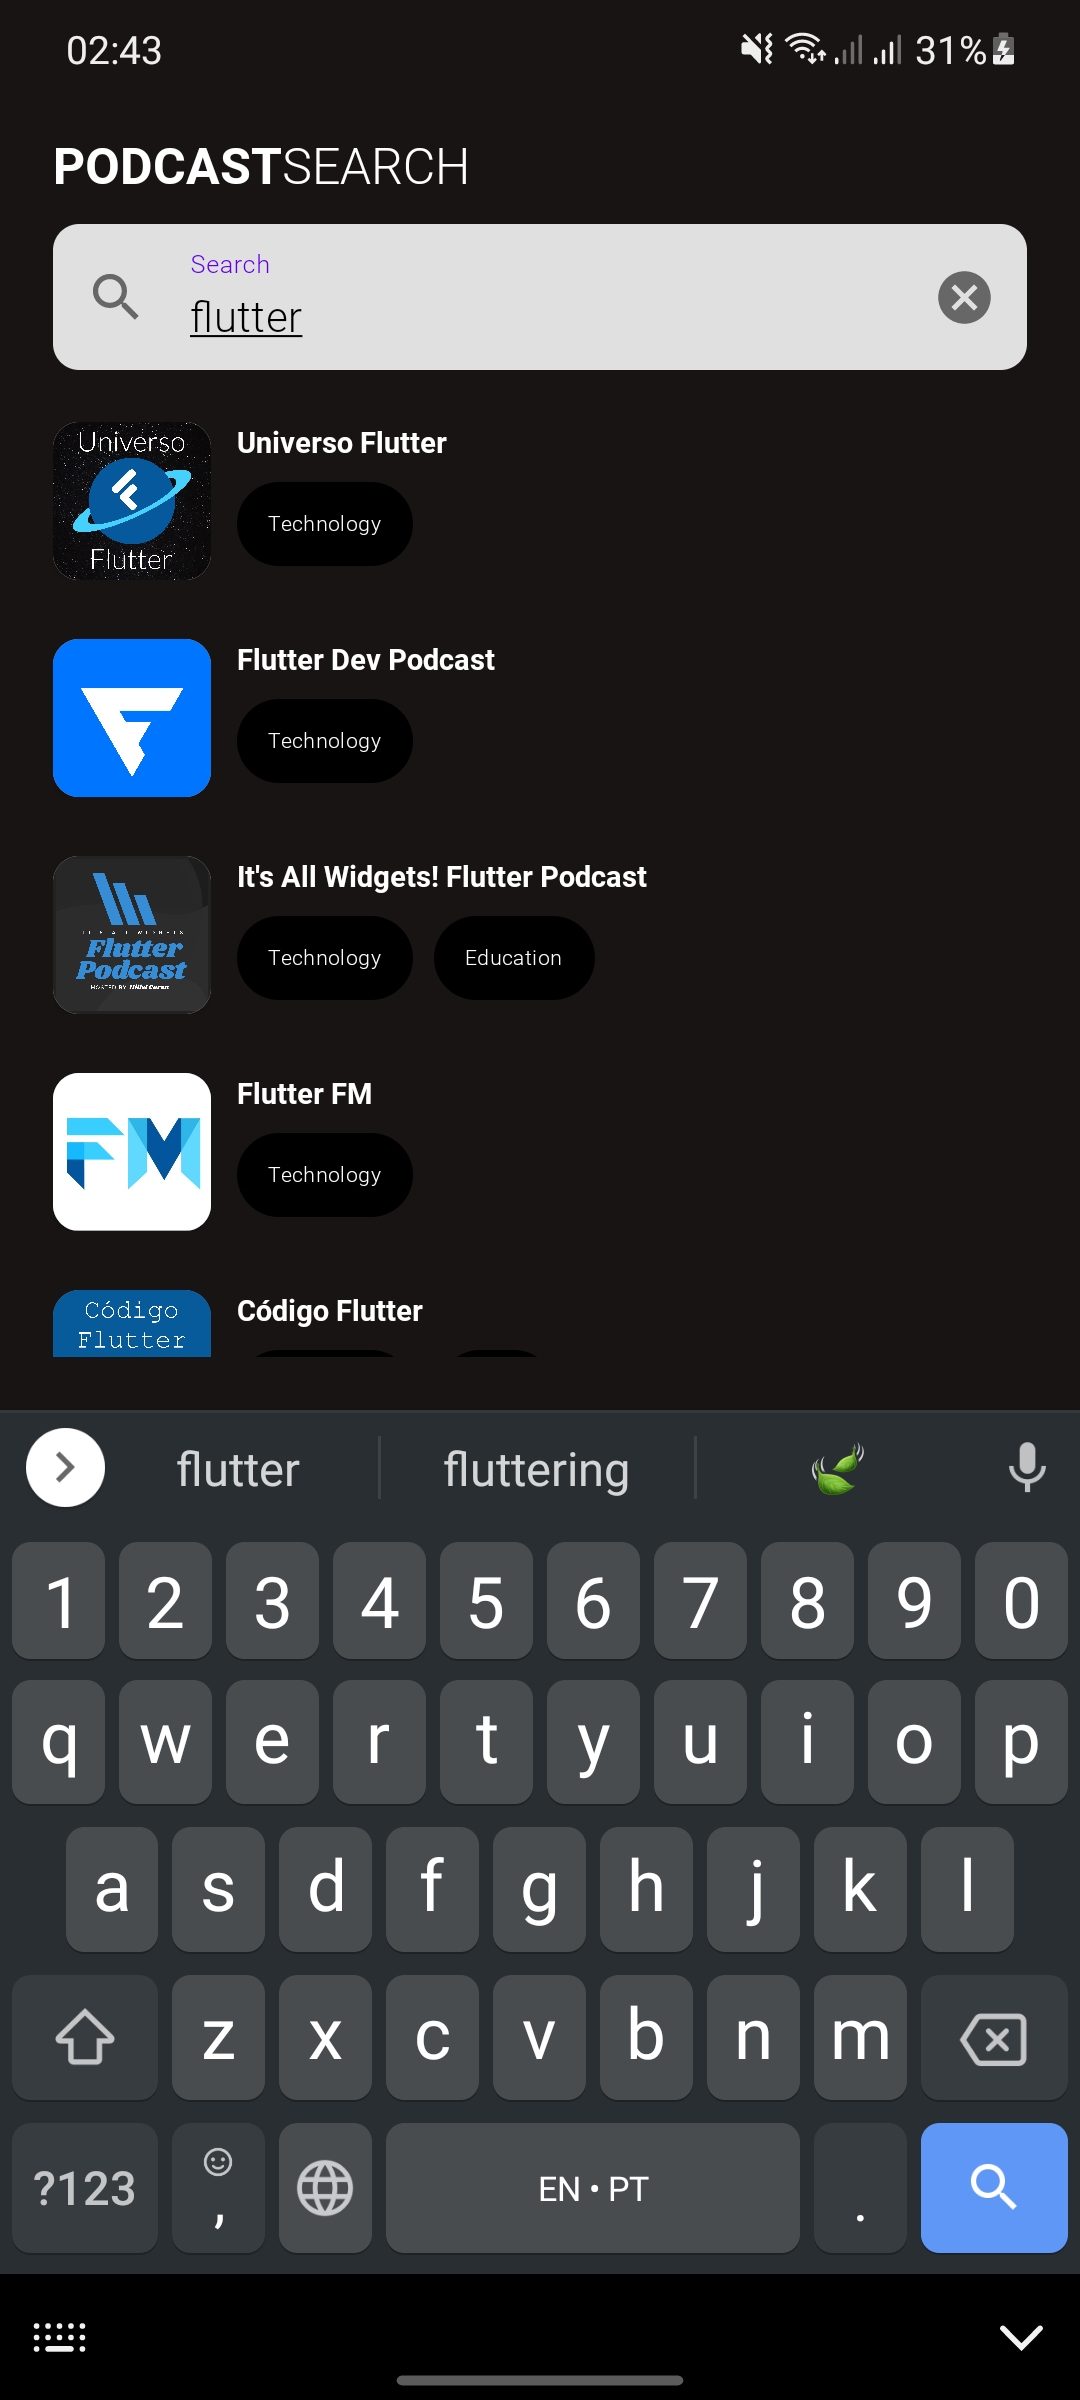 02:43
31%
PODCASTSEARCH
Search
flutter
Universo
Flutter
Universo Flutter
Technology
Flutter Dev Podcast
Technology
Flutter
Podcast
It's All Widgets! Flutter Podcast
Technology Education
FM
Flutter FM
Technology
Código
Flutter
Código Flutter
flutter fluttering
1 2 3 4 5 6 7 8 9 0
q w e r t y u i o p
a s d f g h j k l
z x c v b n m
?123 , EN • PT .